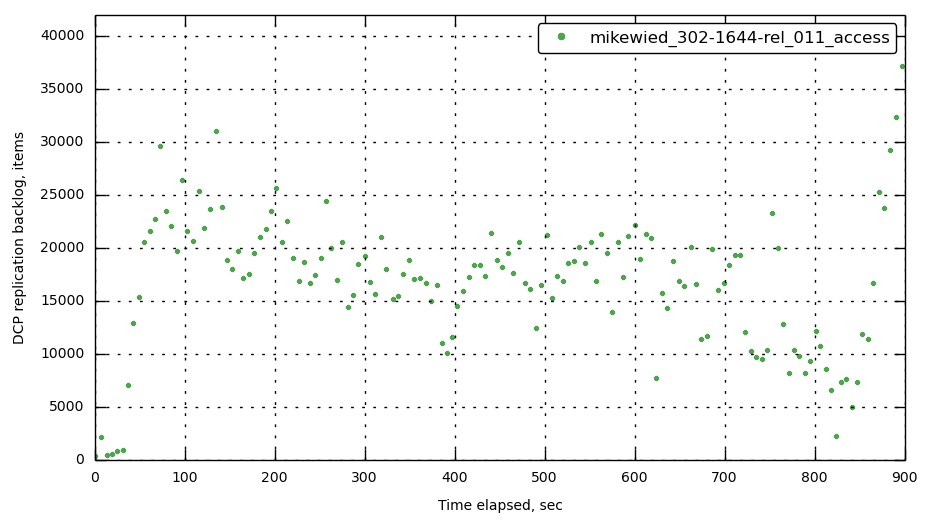 mikewied_302-1644-rel_011_access
DCP replication backlog, items
40000
35000
30000
25000
20000
15000
10000
5000
0
0 100 200 300 400 500 600 700 800 900
Time elapsed, sec